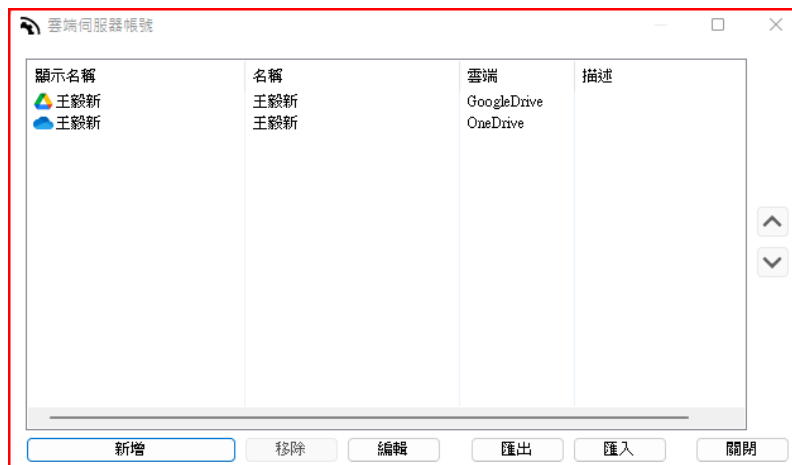 雲端伺服器帳號
顯示名稱 名稱 雲端 描述
王毅新 王毅新 GoogleDrive
王毅新 王毅新 OneDrive
新增 移除 編輯 匯出 匯入 關閉